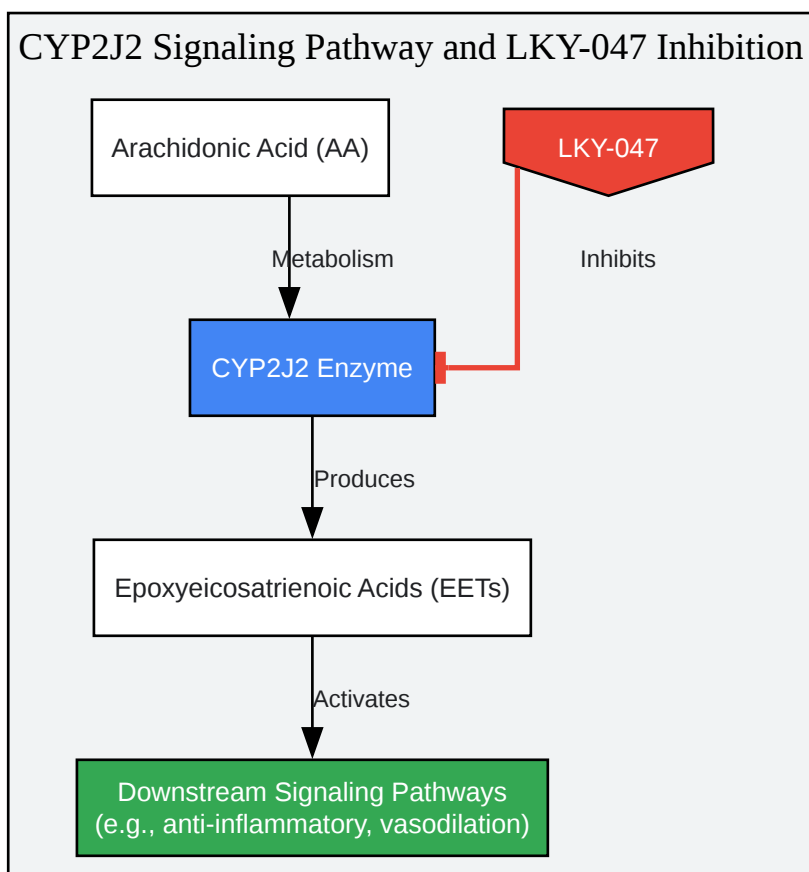 CYP2J2 Signaling Pathway and LKY-047 Inhibition
Arachidonic Acid (AA)
LKY-047
Metabolism
Inhibits
CYP2J2 Enzyme
Produces
Epoxyeicosatrienoic Acids (EETs)
Activates
Downstream Signaling Pathways
(e.g., anti-inflammatory, vasodilation)